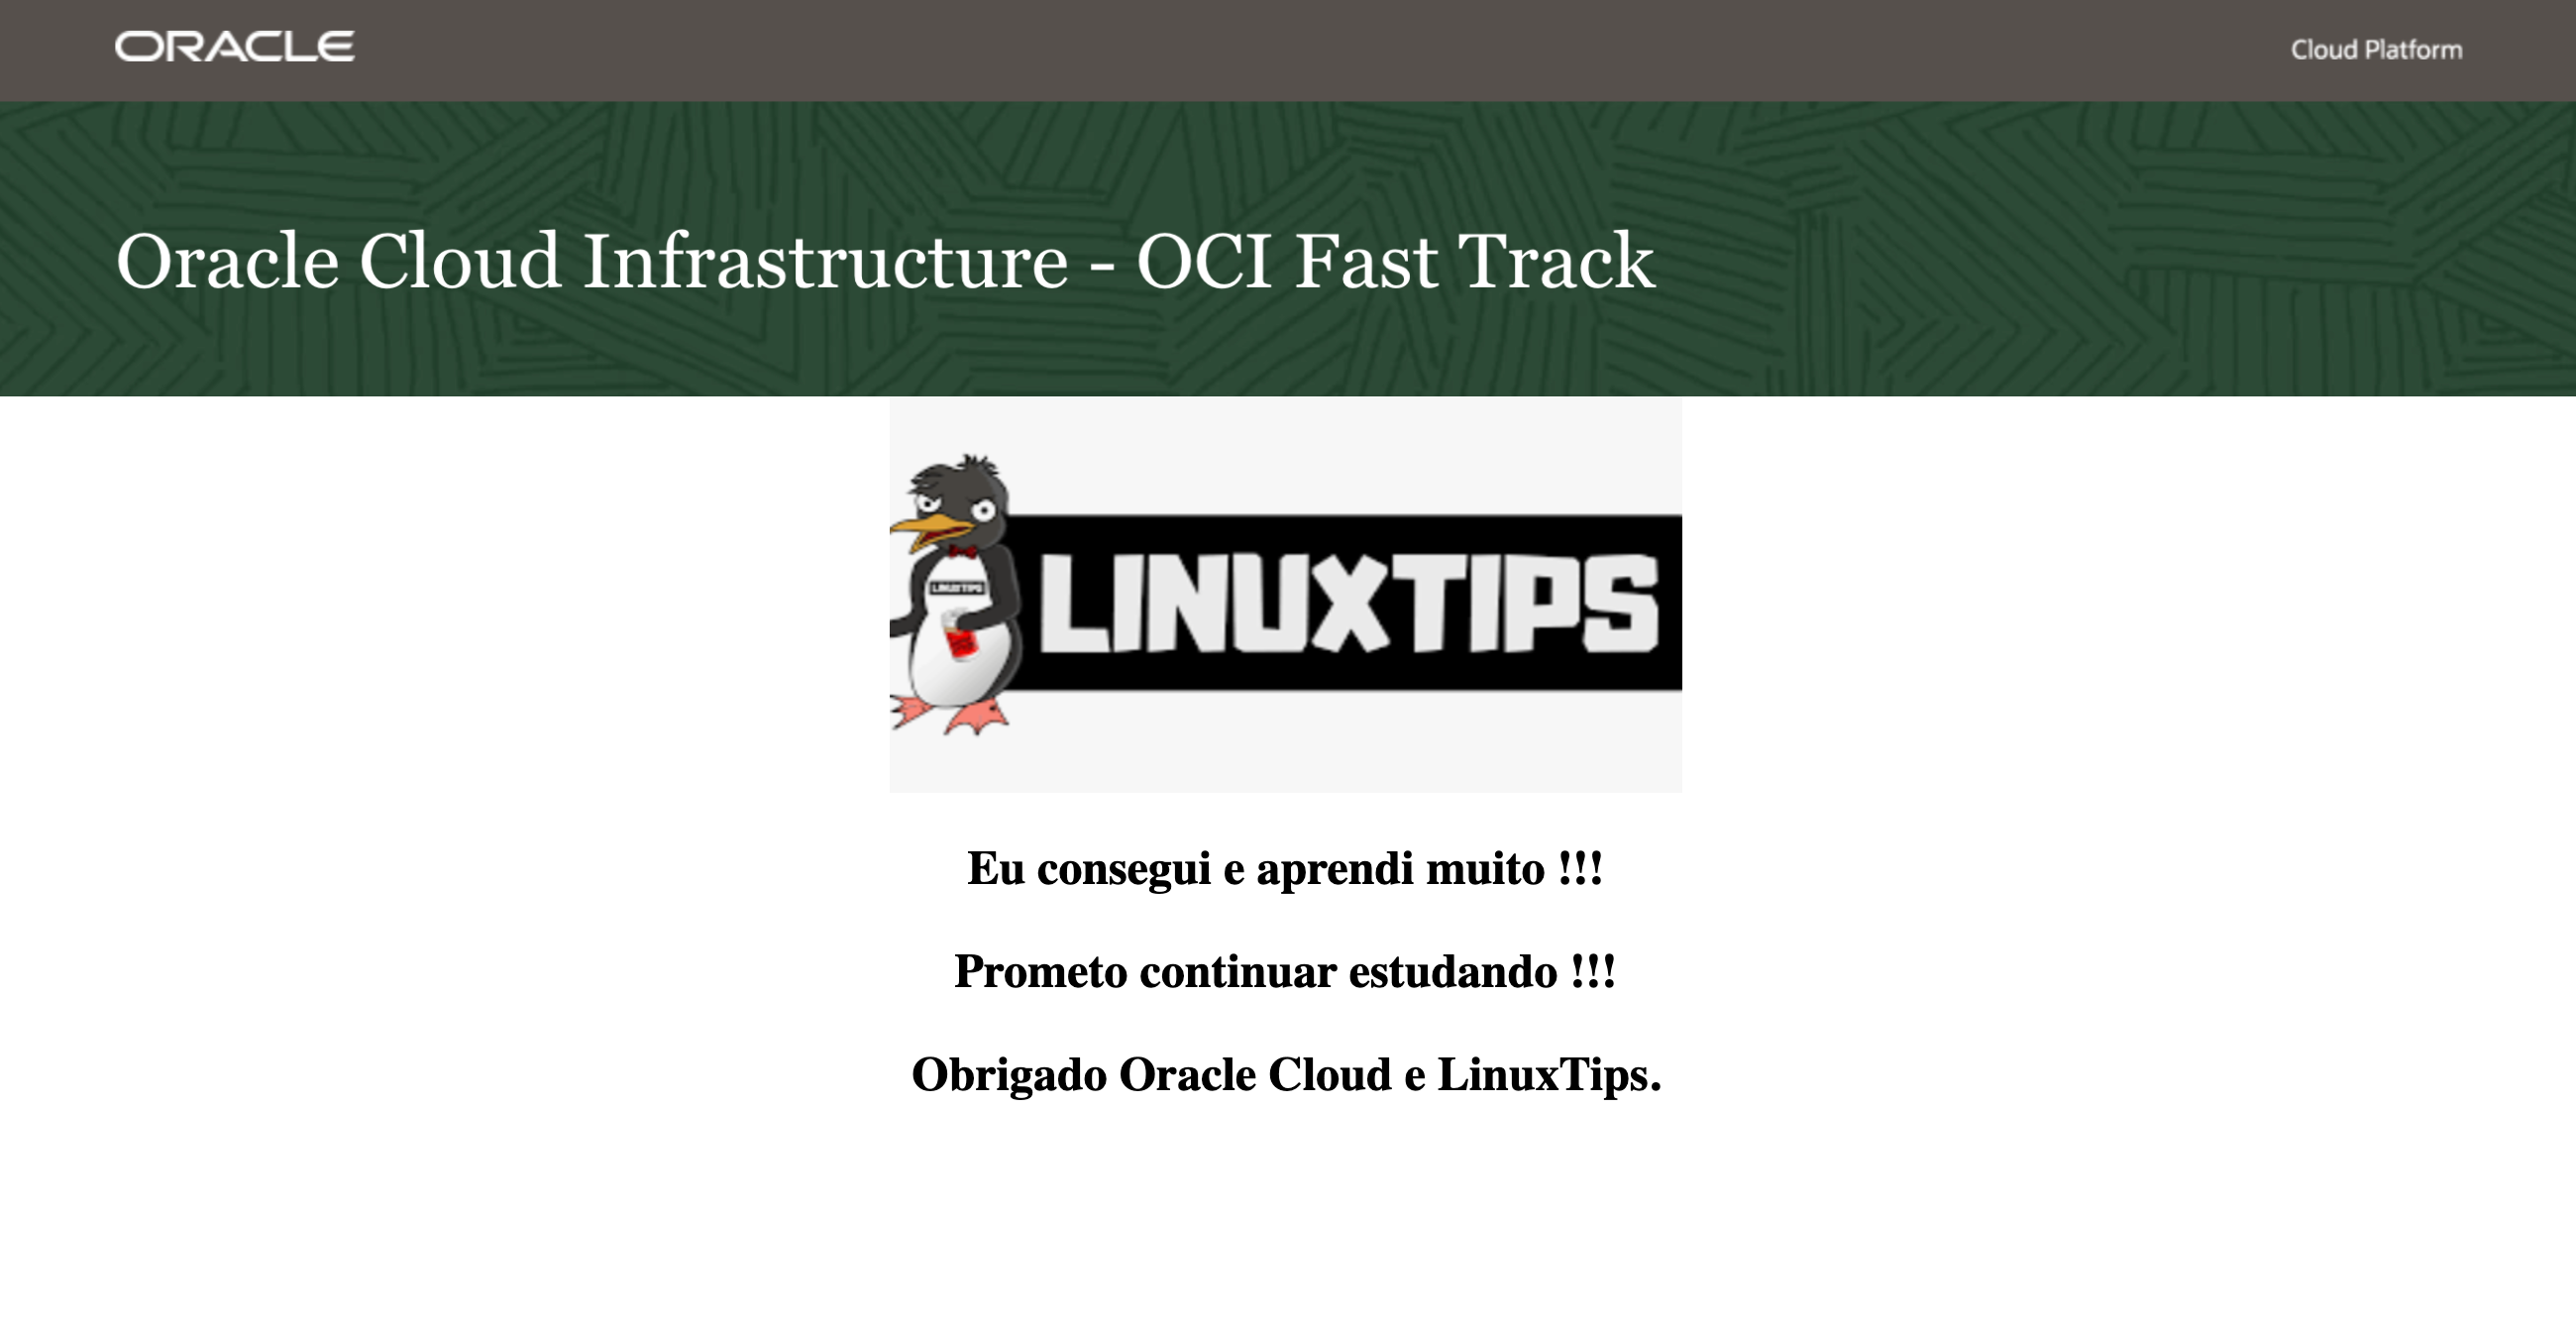 ORACLE
Cloud Platform
Oracle Cloud Infrastructure - OCI Fast Track
LINUXTIPS
LINUXTIPS
Eu consegui e aprendi muito !!!
Prometo continuar estudando !!!
Obrigado Oracle Cloud e LinuxTips.